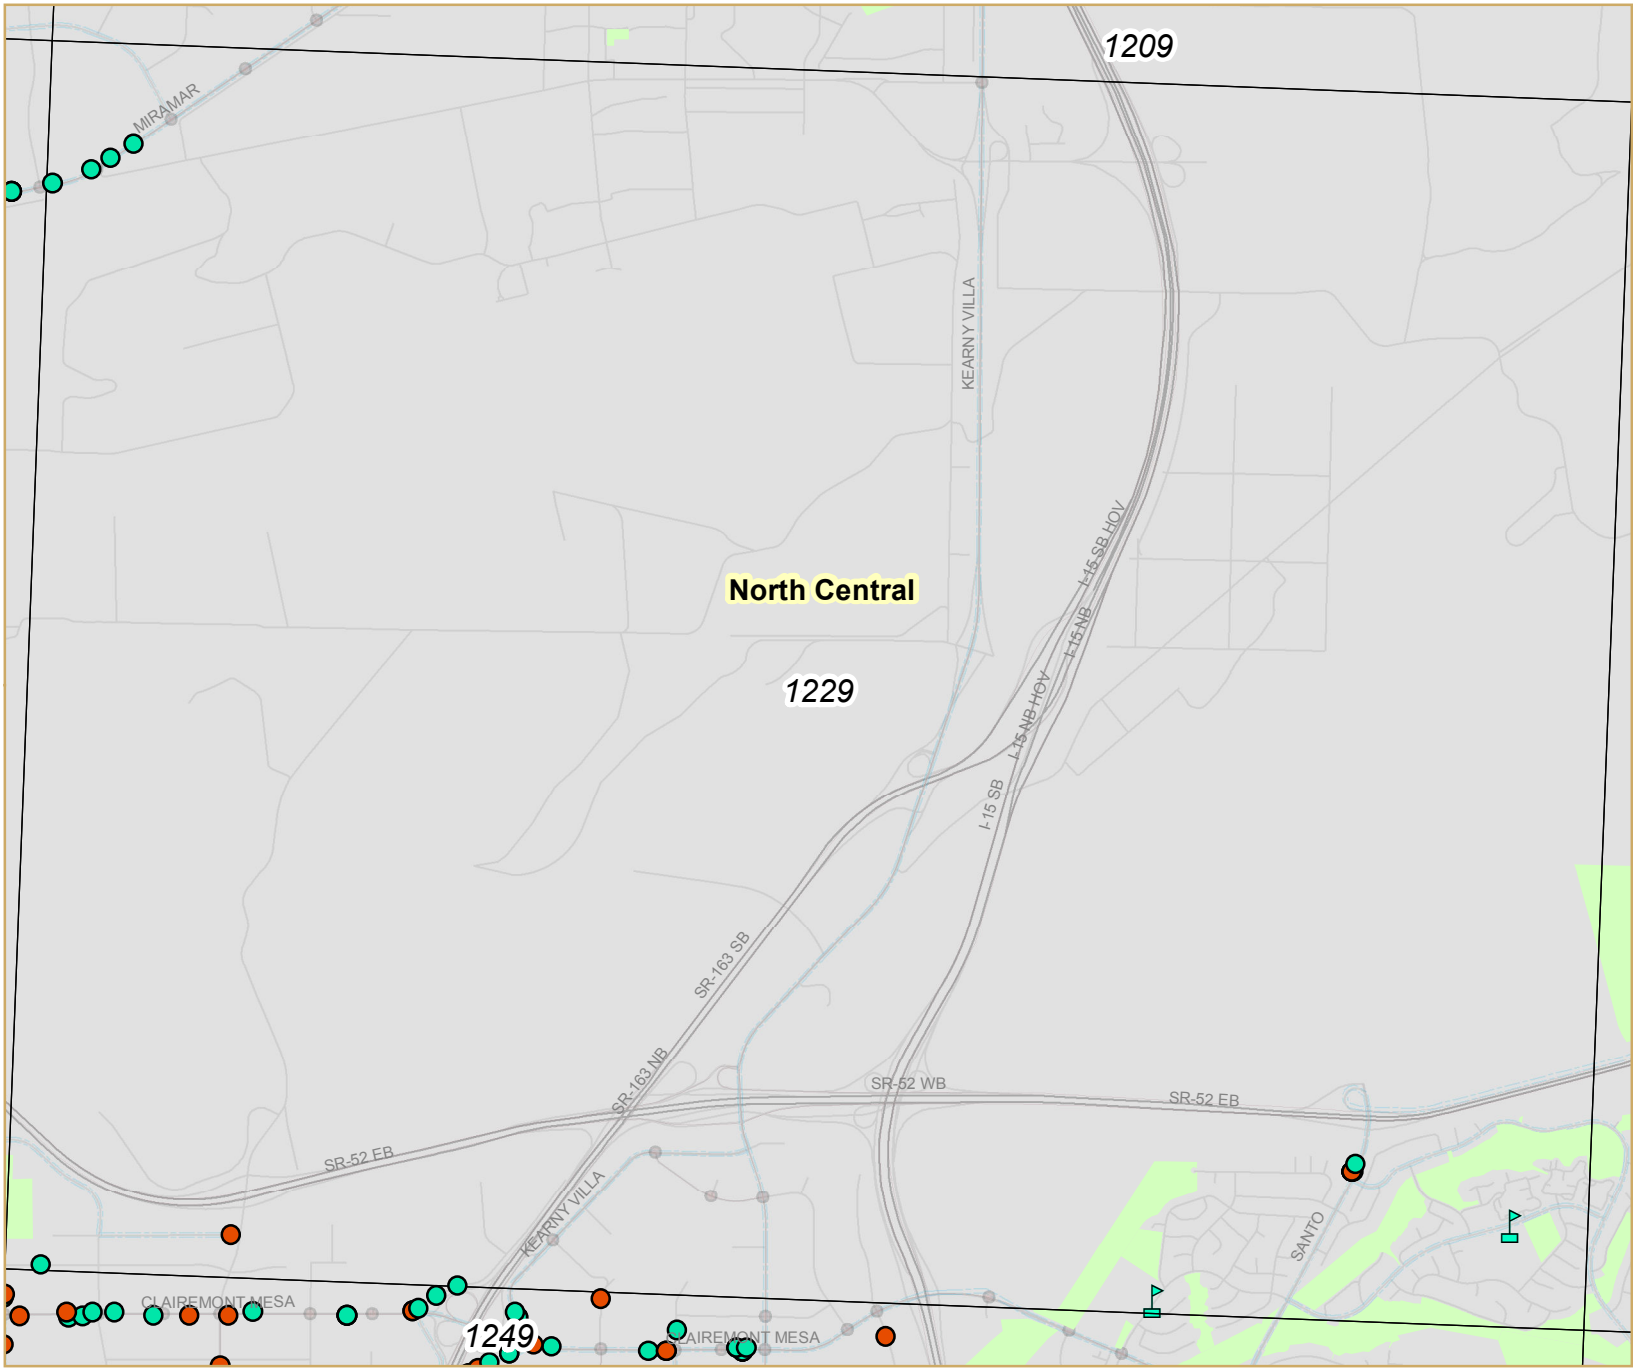 1209
MIRAMAR
KEARNY VILLA
I-15 SB HOV
North Central
I-15 NB
1229
I-15 NB HOV
I-15 SB
SR-163 SB
SR-163 NB
SR-52 WB
SR-52 EB
SR-52 EB
KEARNY VILLA
SANTO
CLAIREMONT MESA
1249
CLAIREMONT MESA